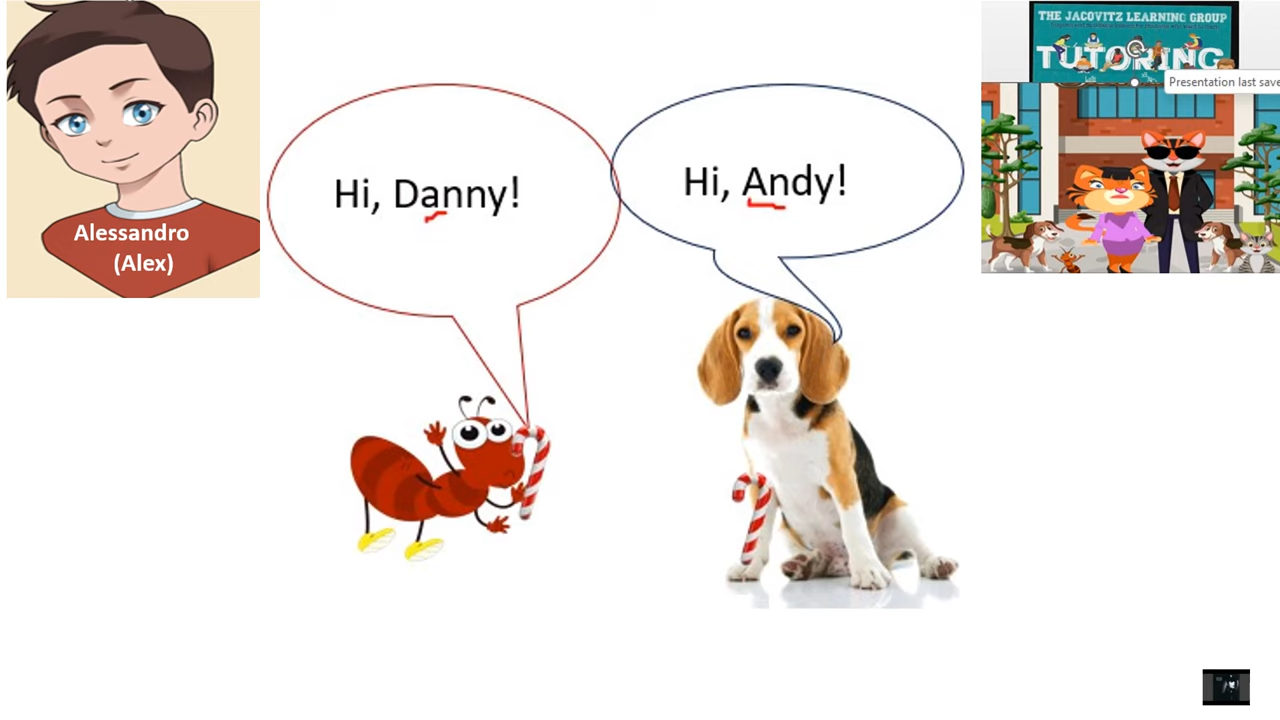 Alessandro
(Alex)
Hi, Danny!
Hi, Andy!
THE JACOVITZ LEARNING GROUP
TUTORING
Presentation last save